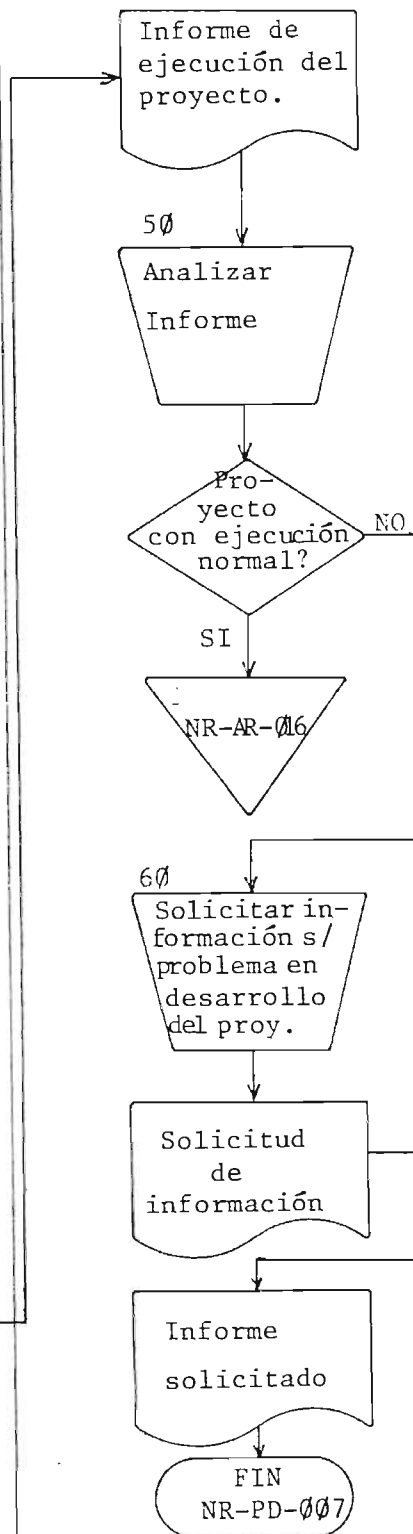 Informe de
ejecución del
proyecto.
5Ø
Analizar
Informe
Pro-
yecto
con ejecución
normal?
NO
SI
NR-AR-Ø16
6Ø
Solicitar in-
formación s/
problema en
desarrollo
del proy.
Solicitud
de
información
Informe
solicitado
FIN
NR-PD-ØØ7